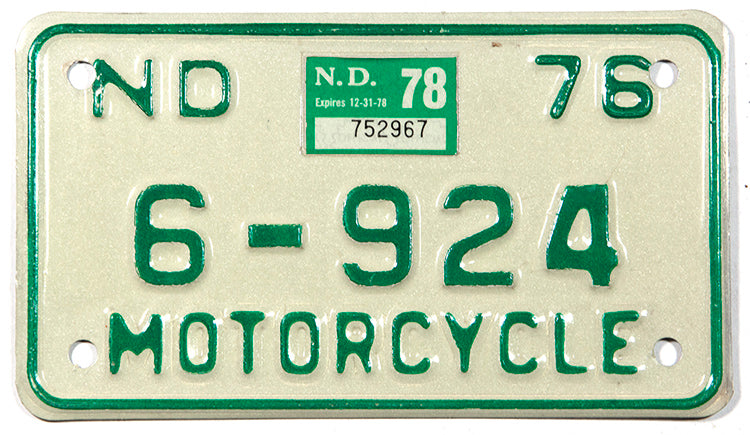 ND 76
N.D. 78
Expires 12-31-78
752967
6-924
MOTORCYCLE